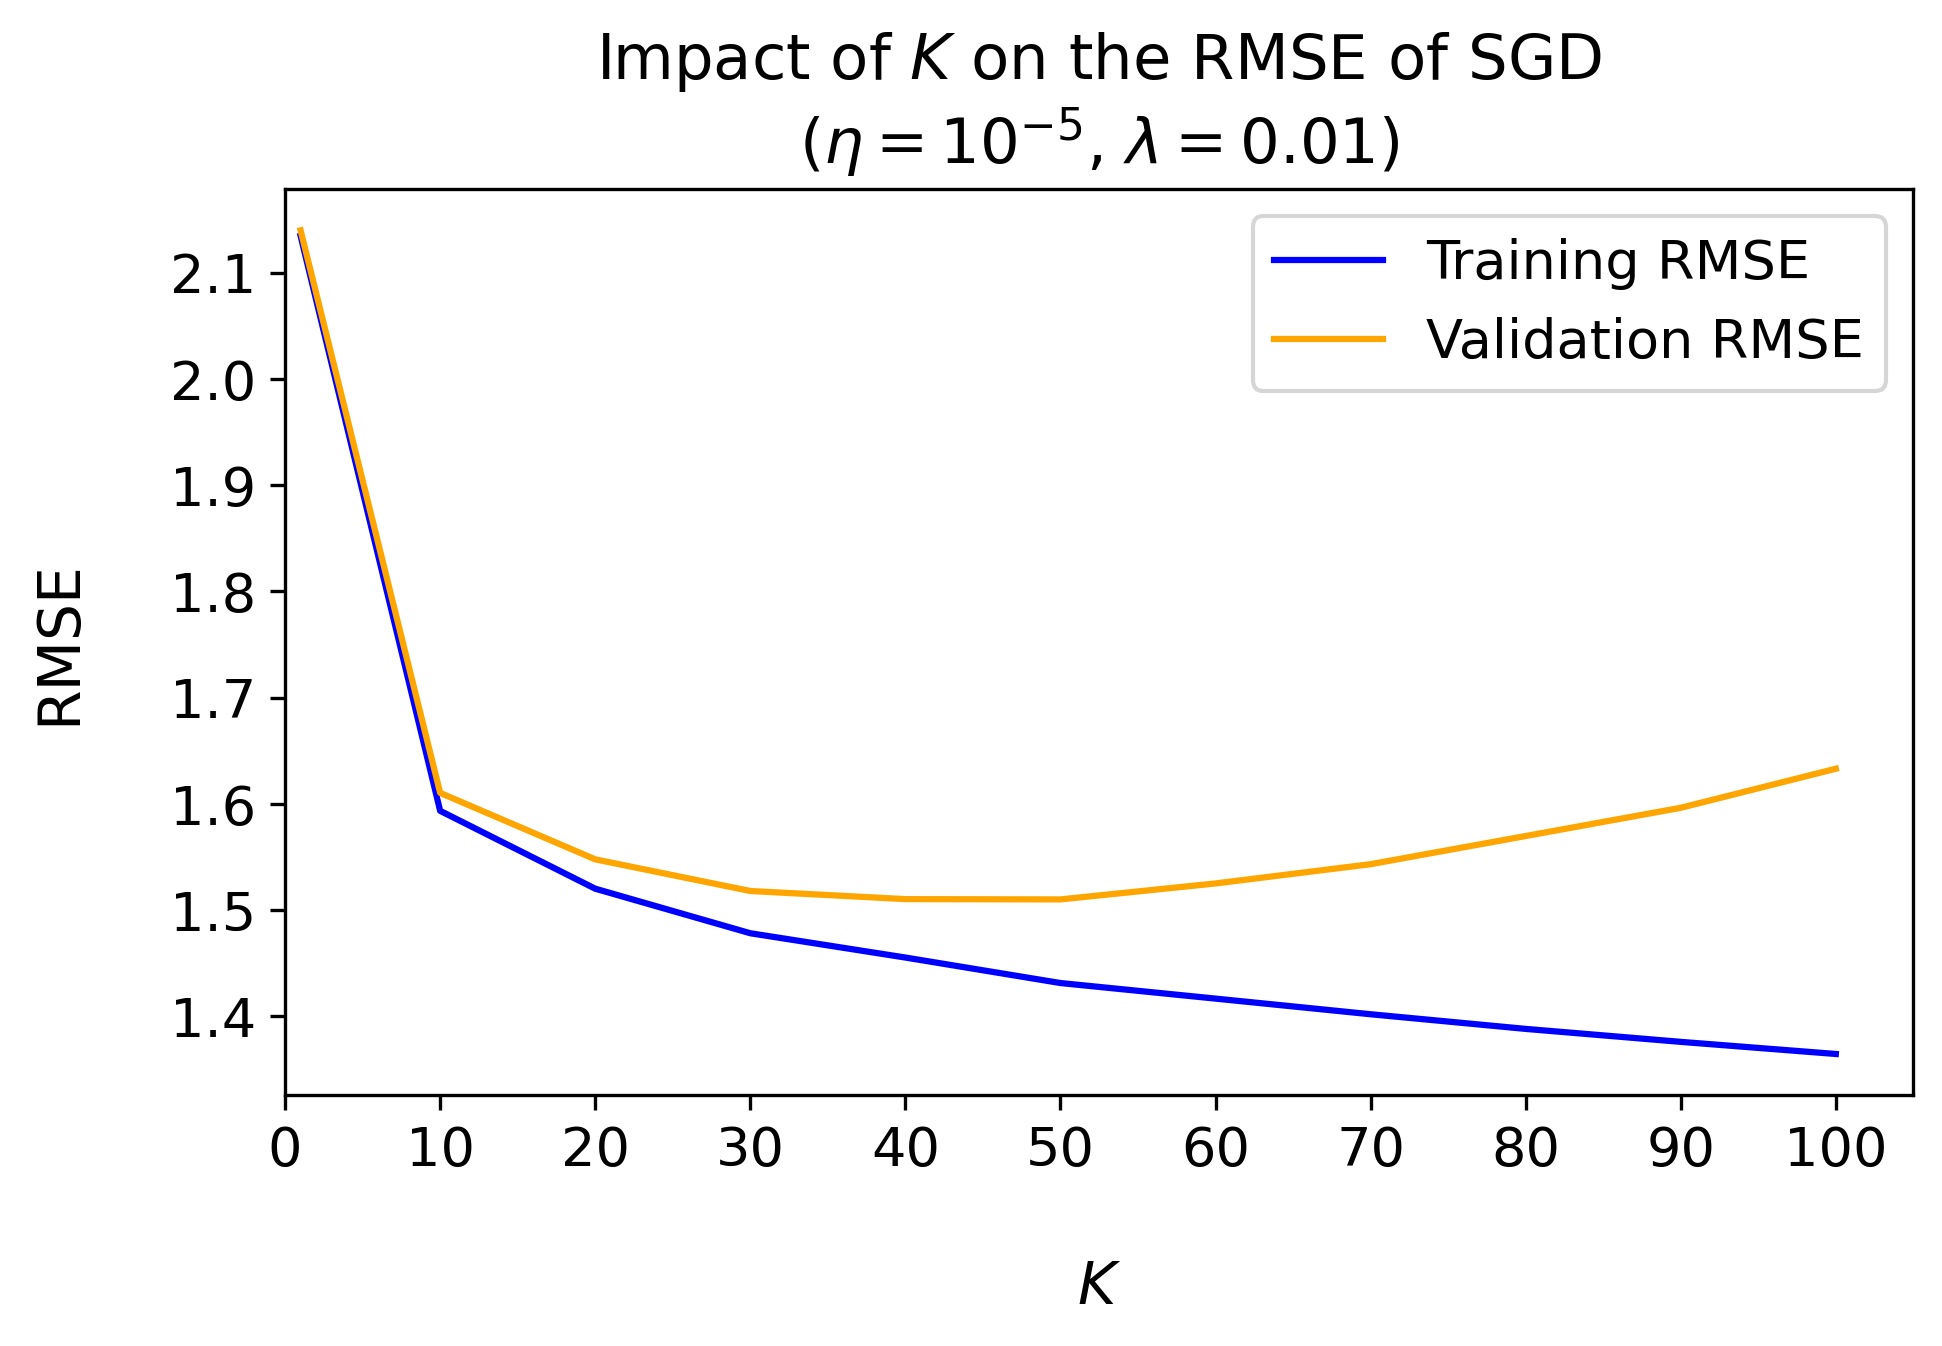 Impact of K on the RMSE of SGD
(η = 10⁻⁵, λ = 0.01)
Training RMSE
Validation RMSE
RMSE
2.1
2.0
1.9
1.8
1.7
1.6
1.5
1.4
0 10 20 30 40 50 60 70 80 90 100
K